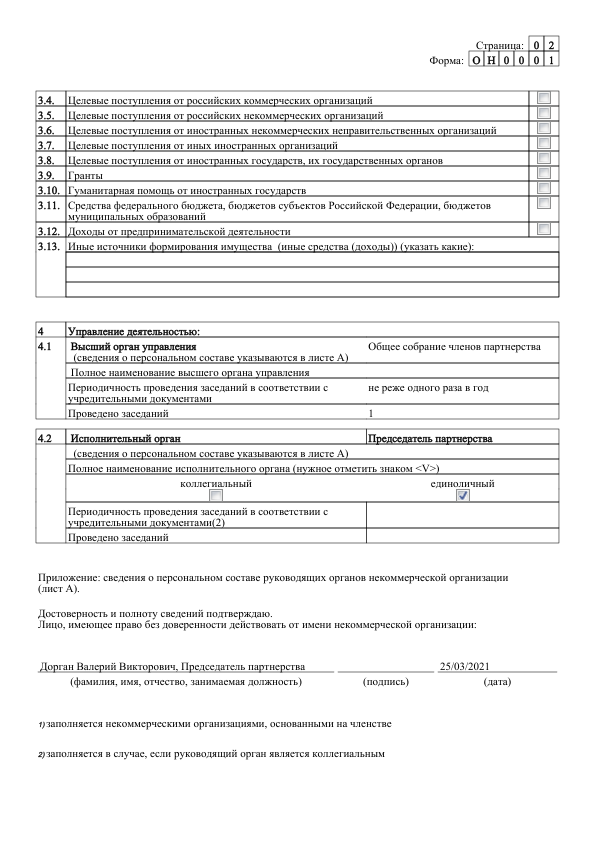 Страница: 0 2
Форма: О Н 0 0 0 1
3.4. Целевые поступления от российских коммерческих организаций
3.5. Целевые поступления от российских некоммерческих организаций
3.6. Целевые поступления от иностранных некоммерческих неправительственных организаций
3.7. Целевые поступления от иных иностранных организаций
3.8. Целевые поступления от иностранных государств, их государственных органов
3.9. Гранты
3.10. Гуманитарная помощь от иностранных государств
3.11. Средства федерального бюджета, бюджетов субъектов Российской Федерации, бюджетов
муниципальных образований
3.12. Доходы от предпринимательской деятельности
3.13. Иные источники формирования имущества (иные средства (доходы)) (указать какие):
4 Управление деятельностью:
4.1 Высший орган управления Общее собрание членов партнерства
(сведения о персональном составе указываются в листе А)
Полное наименование высшего органа управления
Периодичность проведения заседаний в соответствии с не реже одного раза в год
учредительными документами
Проведено заседаний 1
4.2 Исполнительный орган Председатель партнерства
(сведения о персональном составе указываются в листе А)
Полное наименование исполнительного органа (нужное отметить знаком <V>)
коллегиальный единоличный
Периодичность проведения заседаний в соответствии с
учредительными документами(2)
Проведено заседаний
Приложение: сведения о персональном составе руководящих органов некоммерческой организации
(лист А).
Достоверность и полноту сведений подтверждаю.
Лицо, имеющее право без доверенности действовать от имени некоммерческой организации:
Дорган Валерий Викторович, Председатель партнерства 25/03/2021
(фамилия, имя, отчество, занимаемая должность) (подпись) (дата)
1) заполняется некоммерческими организациями, основанными на членстве
2) заполняется в случае, если руководящий орган является коллегиальным